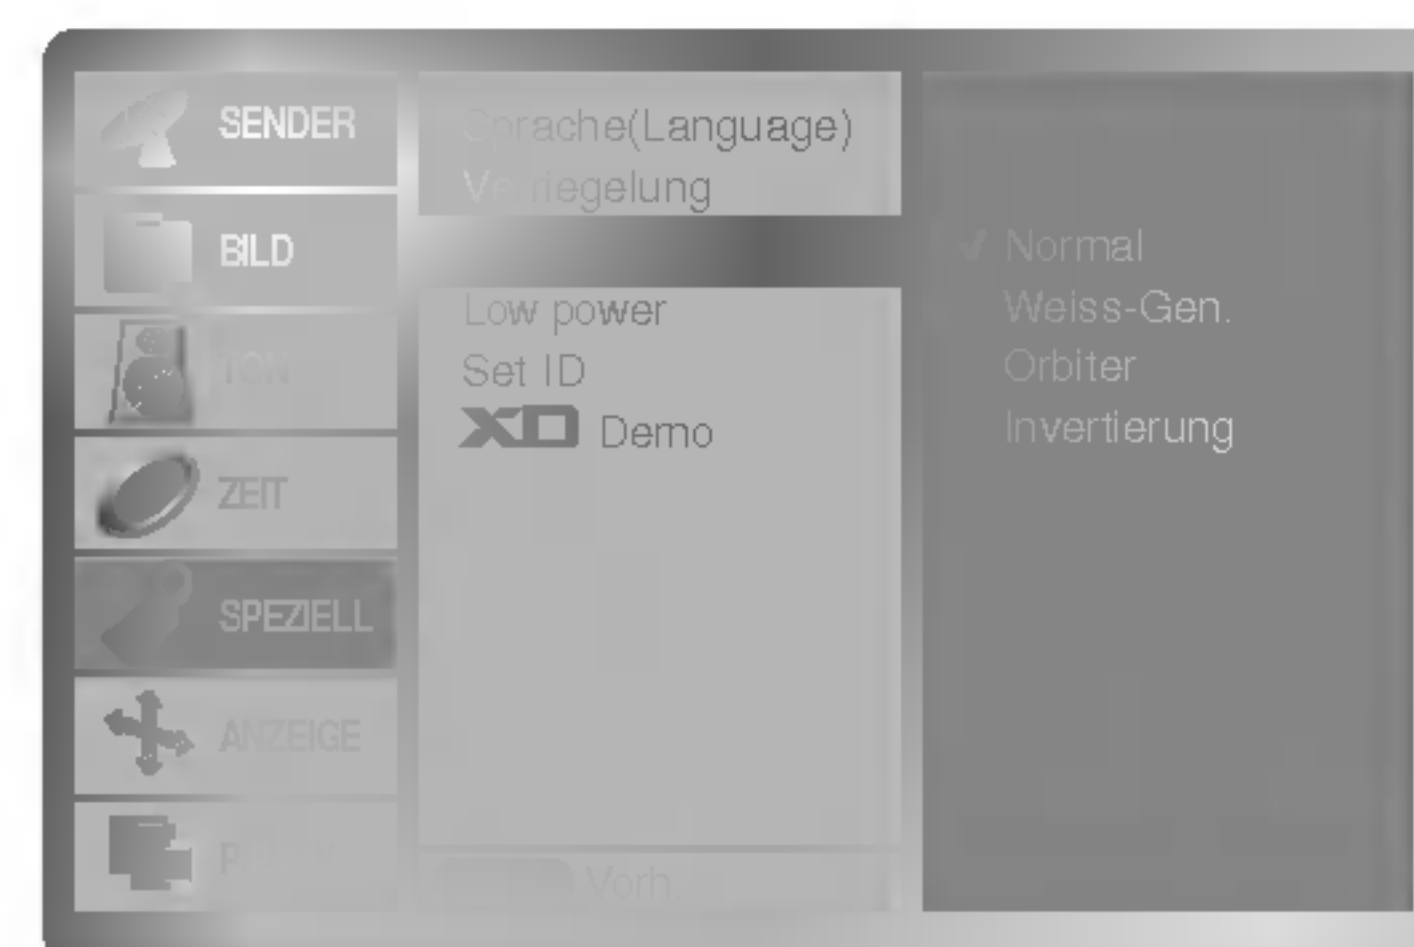 SENDER
BILD
TON
ZEIT
SPEZIELL
ANZEIGE
Sprache(Language)
Verriegelung
Low power
Set ID
XD Demo
Vorh.
Normal
Weiss-Gen.
Orbiter
Invertierung